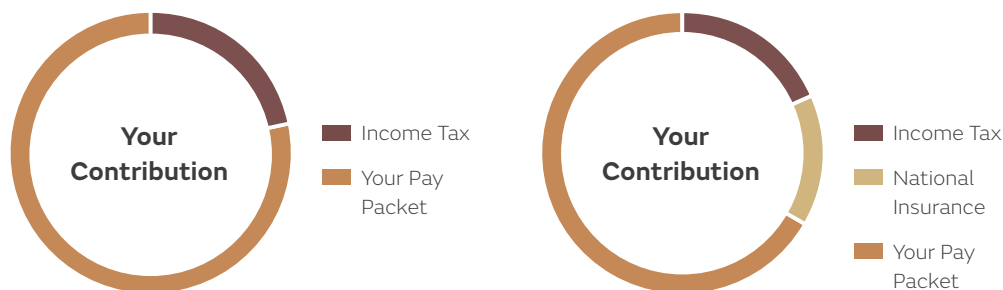 Your
Contribution
Income Tax
Your Pay
Packet
Your
Contribution
Income Tax
National
Insurance
Your Pay
Packet